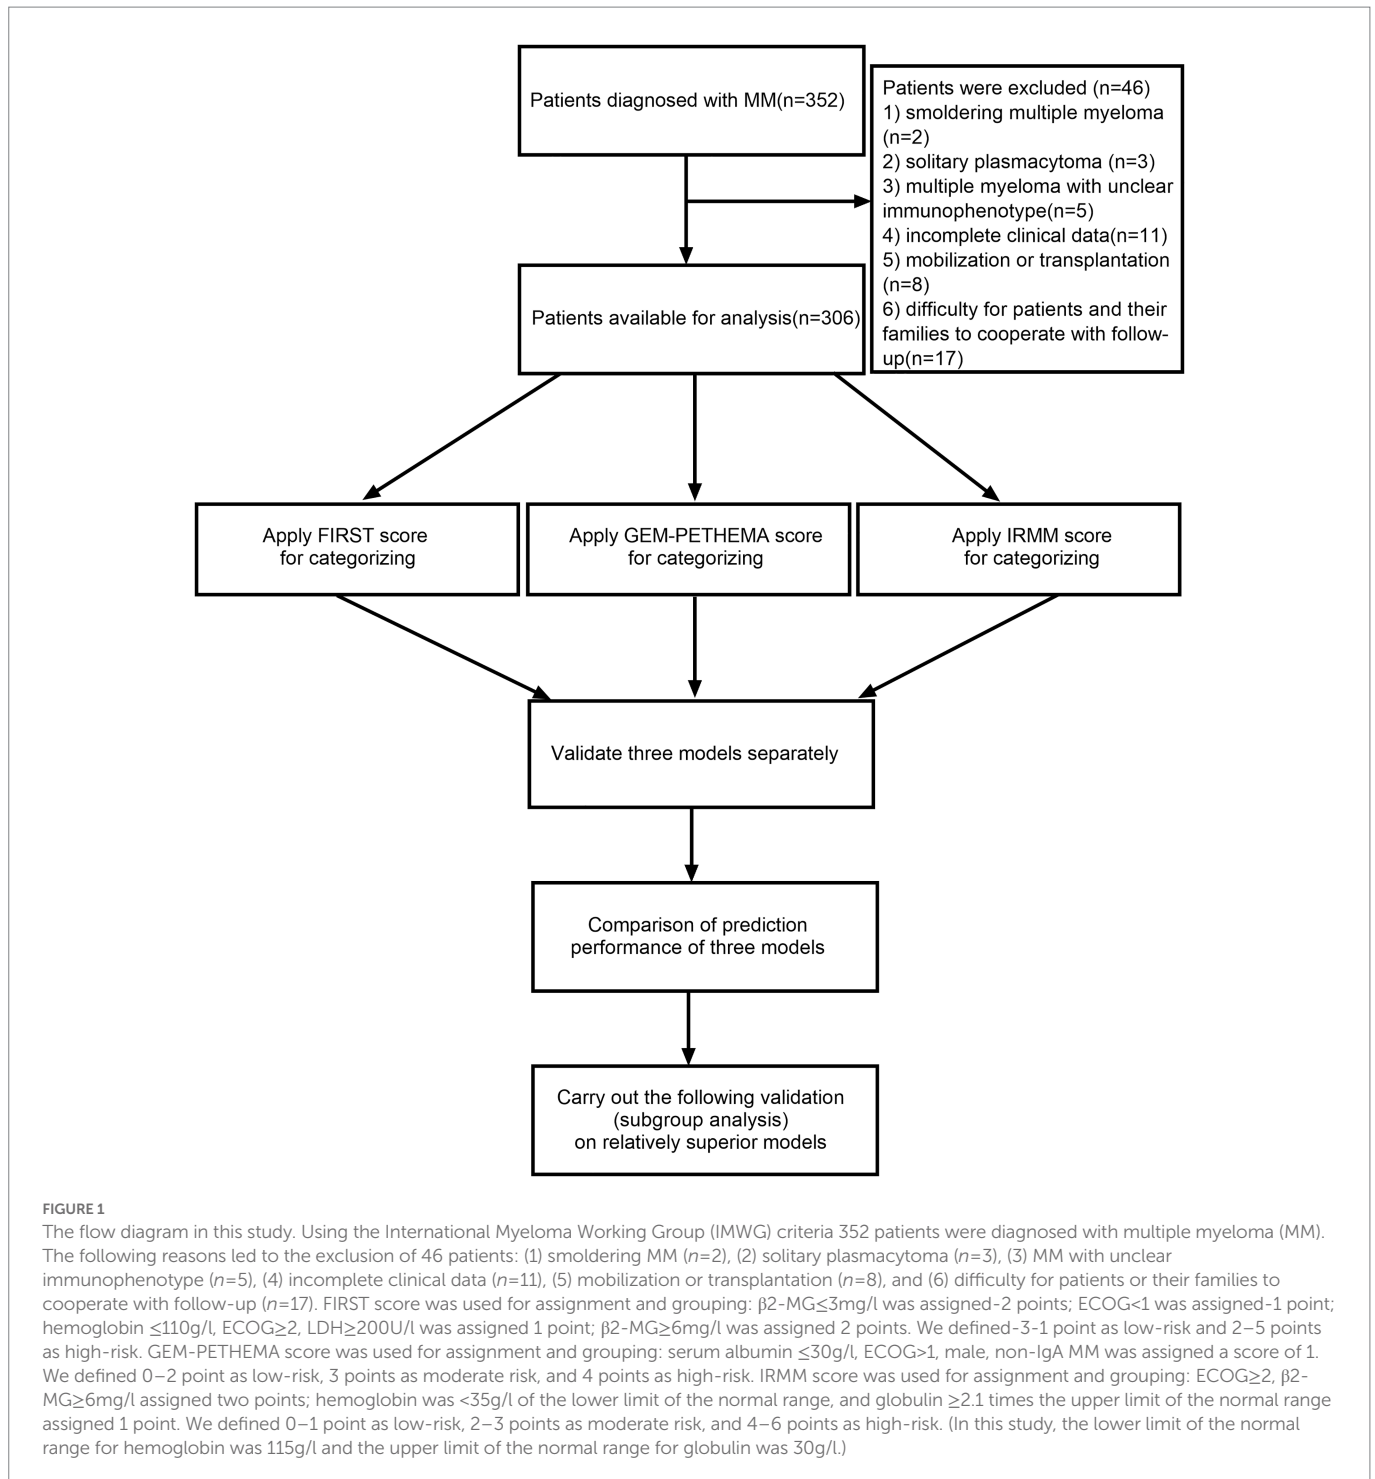 Patients diagnosed with MM(n=352)
Patients were excluded (n=46)
1) smoldering multiple myeloma
(n=2)
2) solitary plasmacytoma (n=3)
3) multiple myeloma with unclear
immunophenotype(n=5)
4) incomplete clinical data(n=11)
5) mobilization or transplantation
(n=8)
6) difficulty for patients and their
families to cooperate with follow-
up(n=17)
Patients available for analysis(n=306)
Apply FIRST score
for categorizing
Apply GEM-PETHEMA score
for categorizing
Apply IRMM score
for categorizing
Validate three models separately
Comparison of prediction
performance of three models
Carry out the following validation
(subgroup analysis)
on relatively superior models
FIGURE 1
The flow diagram in this study. Using the International Myeloma Working Group (IMWG) criteria 352 patients were diagnosed with multiple myeloma (MM).
The following reasons led to the exclusion of 46 patients: (1) smoldering MM (n=2), (2) solitary plasmacytoma (n=3), (3) MM with unclear
immunophenotype (n=5), (4) incomplete clinical data (n=11), (5) mobilization or transplantation (n=8), and (6) difficulty for patients or their families to
cooperate with follow-up (n=17). FIRST score was used for assignment and grouping: β2-MG≤3mg/l was assigned-2 points; ECOG<1 was assigned-1 point;
hemoglobin ≤110g/l, ECOG≥2, LDH≥200U/l was assigned 1 point; β2-MG≥6mg/l was assigned 2 points. We defined-3-1 point as low-risk and 2–5 points
as high-risk. GEM-PETHEMA score was used for assignment and grouping: serum albumin ≤30g/l, ECOG>1, male, non-IgA MM was assigned a score of 1.
We defined 0–2 point as low-risk, 3 points as moderate risk, and 4 points as high-risk. IRMM score was used for assignment and grouping: ECOG≥2, β2-
MG≥6mg/l assigned two points; hemoglobin was <35g/l of the lower limit of the normal range, and globulin ≥2.1 times the upper limit of the normal range
assigned 1 point. We defined 0–1 point as low-risk, 2–3 points as moderate risk, and 4–6 points as high-risk. (In this study, the lower limit of the normal
range for hemoglobin was 115g/l and the upper limit of the normal range for globulin was 30g/l.)